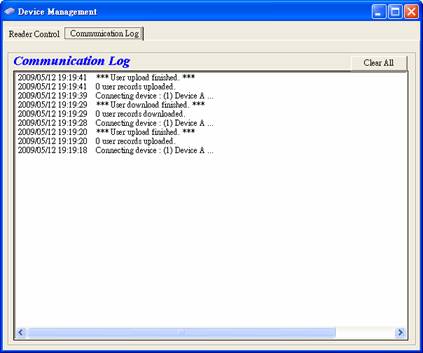 Device Management
Reader Control Communication Log
Communication Log Clear All
2009/05/12 19:19:41 *** User upload finished. ***
2009/05/12 19:19:41 0 user records uploaded.
2009/05/12 19:19:39 Connecting device : (1) Device A ...
2009/05/12 19:19:29 *** User download finished. ***
2009/05/12 19:19:29 0 user records downloaded.
2009/05/12 19:19:28 Connecting device : (1) Device A ...
2009/05/12 19:19:20 *** User upload finished. ***
2009/05/12 19:19:20 0 user records uploaded.
2009/05/12 19:19:18 Connecting device : (1) Device A ...